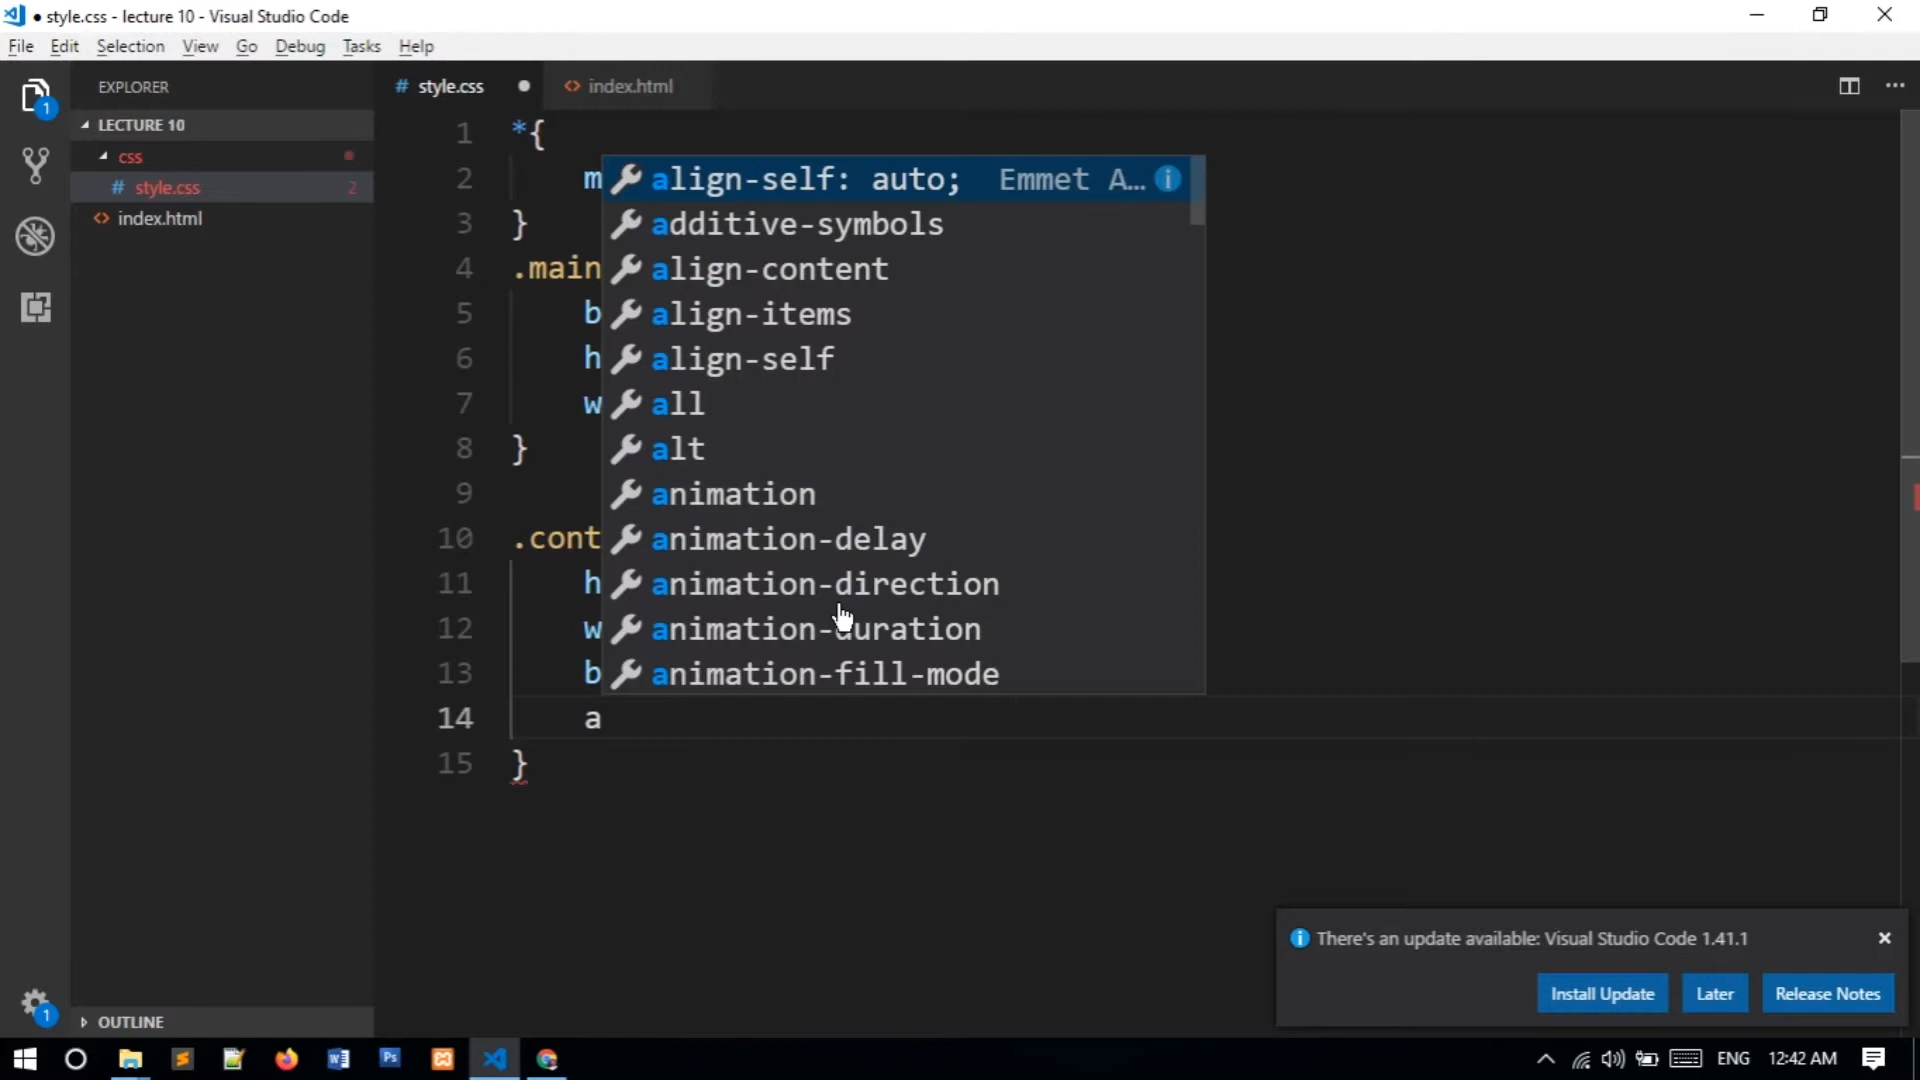 ● style.css - lecture 10 - Visual Studio Code
File Edit Selection View Go Debug Tasks Help
EXPLORER
LECTURE 10
css
# style.css 2
<> index.html
OUTLINE
1
1
# style.css ●
<> index.html
1 *{
2 m
3 }
4 .main
5 b
6 h
7 w
8 }
9
10 .cont
11 h
12 w
13 b
14 a
15 }
align-self: auto; Emmet A…
additive-symbols
align-content
align-items
align-self
all
alt
animation
animation-delay
animation-direction
animation-duration
animation-fill-mode
There's an update available: Visual Studio Code 1.41.1
Install Update Later Release Notes
ENG 12:42 AM